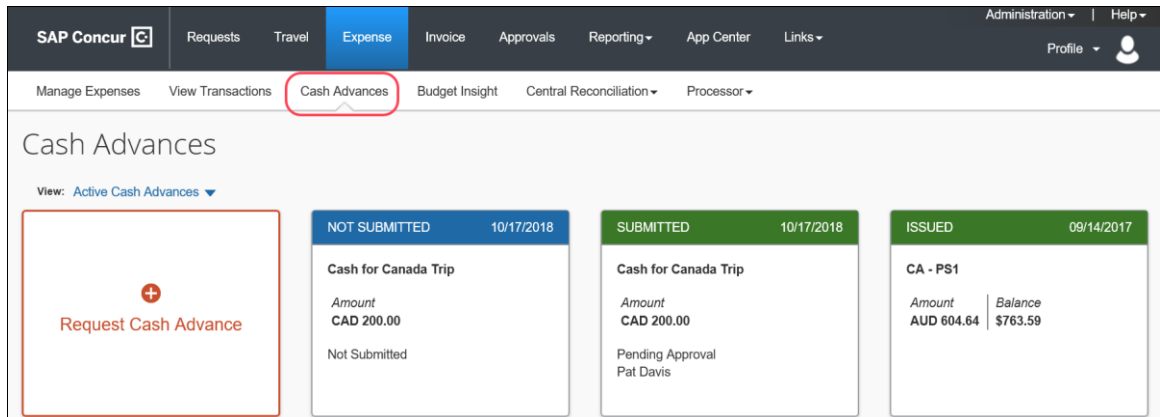 Administration | Help
SAP Concur C Requests Travel Expense Invoice Approvals Reporting App Center Links
Profile
Manage Expenses View Transactions Cash Advances Budget Insight Central Reconciliation Processor
Cash Advances
View: Active Cash Advances
NOT SUBMITTED 10/17/2018 SUBMITTED 10/17/2018 ISSUED 09/14/2017
Cash for Canada Trip Cash for Canada Trip CA - PS1
Amount Amount Amount Balance
Request Cash Advance CAD 200.00 CAD 200.00 AUD 604.64 $763.59
Not Submitted Pending Approval
Pat Davis